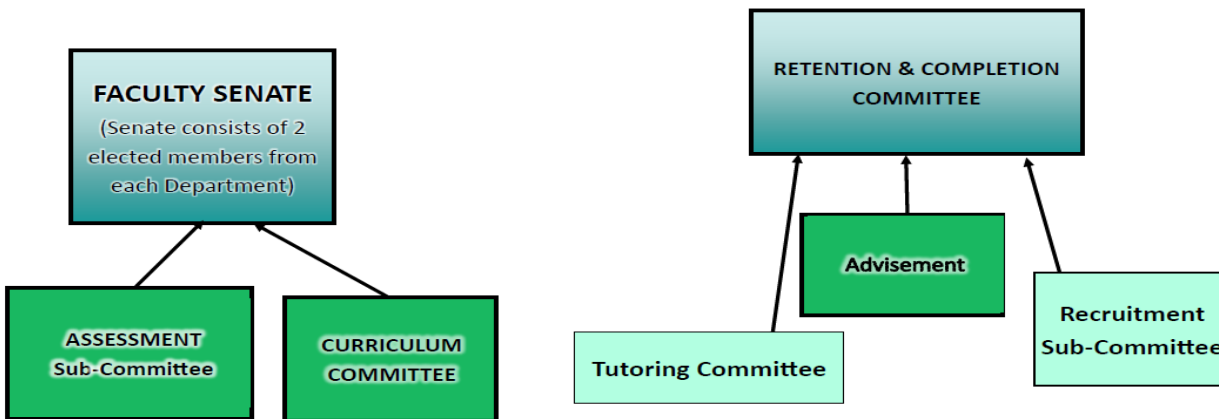 FACULTY SENATE
(Senate consists of 2
elected members from
each Department)
ASSESSMENT
Sub-Committee
CURRICULUM
COMMITTEE
RETENTION & COMPLETION
COMMITTEE
Advisement
Tutoring Committee
Recruitment
Sub-Committee